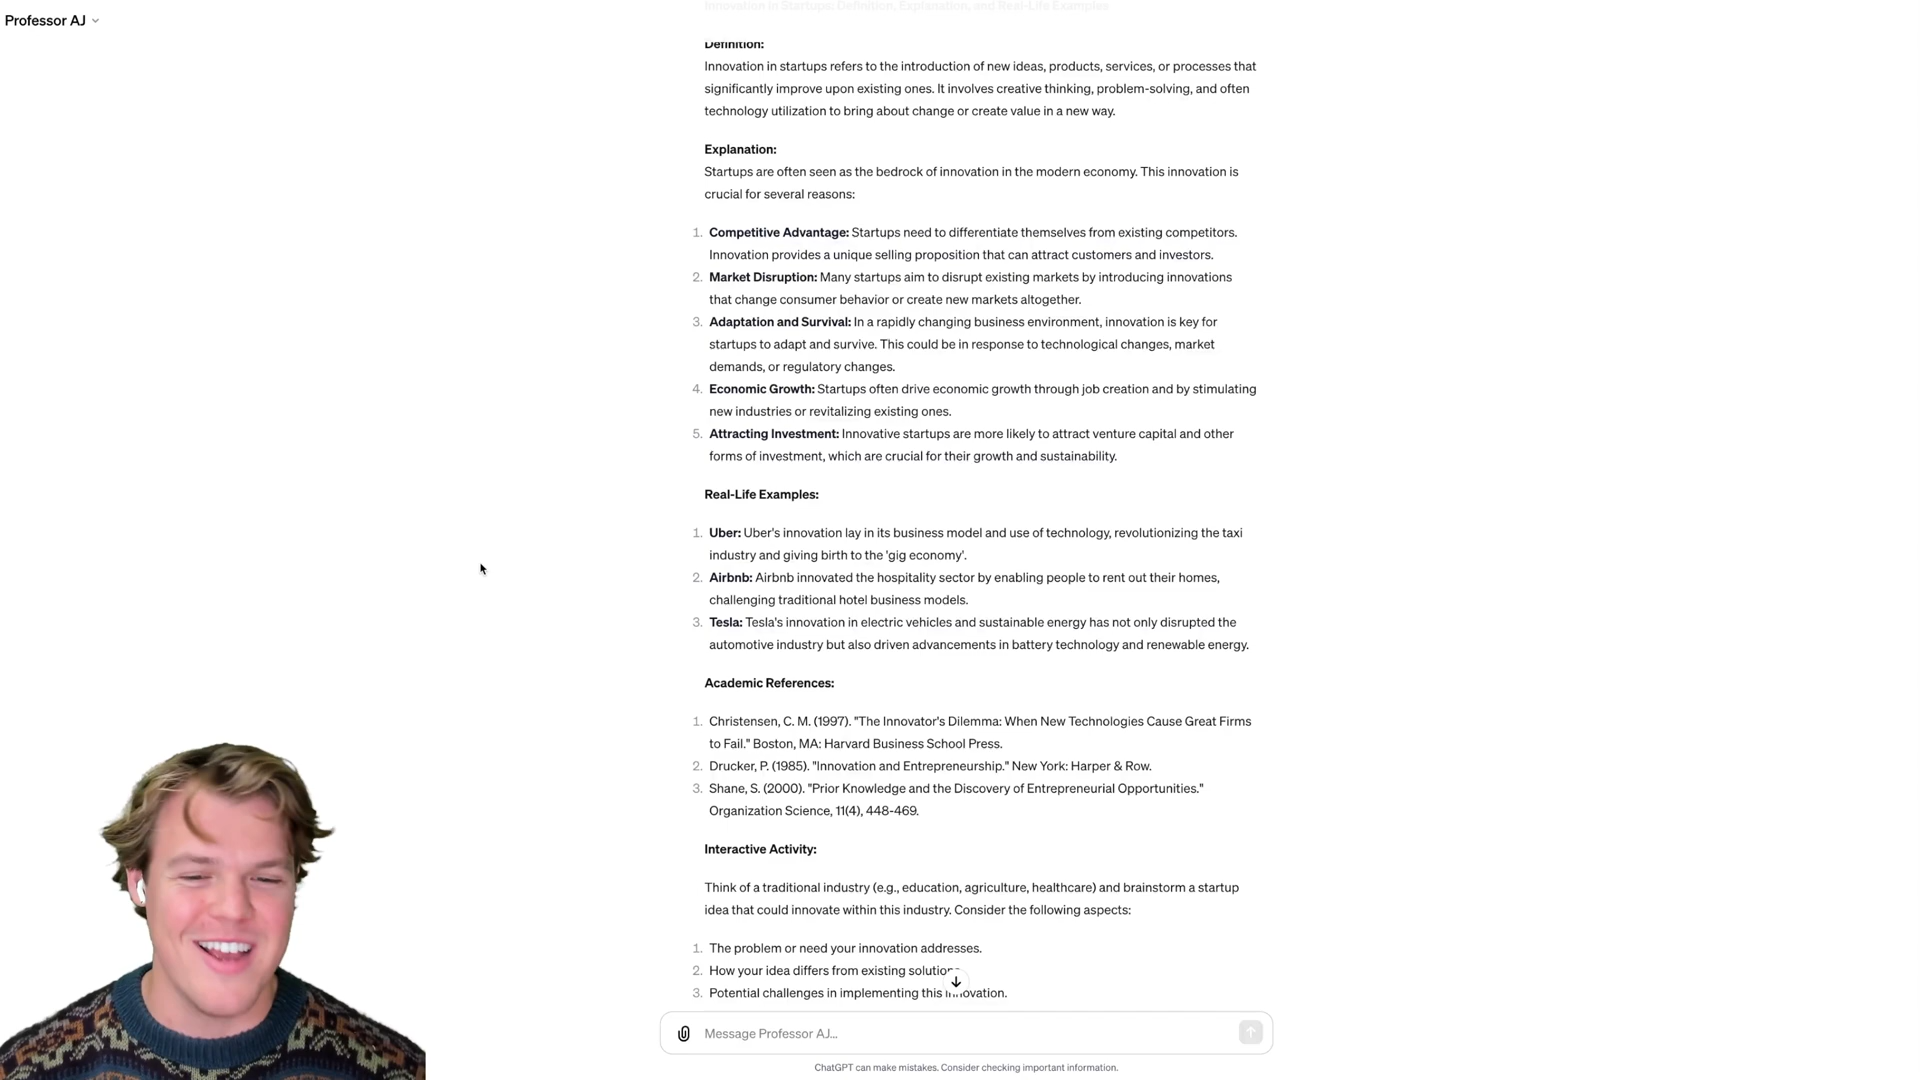 Professor AJ
Innovation in Startups: Definition, Explanation, and Real-Life Examples
Definition:
Innovation in startups refers to the introduction of new ideas, products, services, or processes that
significantly improve upon existing ones. It involves creative thinking, problem-solving, and often
technology utilization to bring about change or create value in a new way.
Explanation:
Startups are often seen as the bedrock of innovation in the modern economy. This innovation is
crucial for several reasons:
1. Competitive Advantage: Startups need to differentiate themselves from existing competitors.
Innovation provides a unique selling proposition that can attract customers and investors.
2. Market Disruption: Many startups aim to disrupt existing markets by introducing innovations
that change consumer behavior or create new markets altogether.
3. Adaptation and Survival: In a rapidly changing business environment, innovation is key for
startups to adapt and survive. This could be in response to technological changes, market
demands, or regulatory changes.
4. Economic Growth: Startups often drive economic growth through job creation and by stimulating
new industries or revitalizing existing ones.
5. Attracting Investment: Innovative startups are more likely to attract venture capital and other
forms of investment, which are crucial for their growth and sustainability.
Real-Life Examples:
1. Uber: Uber's innovation lay in its business model and use of technology, revolutionizing the taxi
industry and giving birth to the 'gig economy'.
2. Airbnb: Airbnb innovated the hospitality sector by enabling people to rent out their homes,
challenging traditional hotel business models.
3. Tesla: Tesla's innovation in electric vehicles and sustainable energy has not only disrupted the
automotive industry but also driven advancements in battery technology and renewable energy.
Academic References:
1. Christensen, C. M. (1997). "The Innovator's Dilemma: When New Technologies Cause Great Firms
to Fail." Boston, MA: Harvard Business School Press.
2. Drucker, P. (1985). "Innovation and Entrepreneurship." New York: Harper & Row.
3. Shane, S. (2000). "Prior Knowledge and the Discovery of Entrepreneurial Opportunities."
Organization Science, 11(4), 448-469.
Interactive Activity:
Think of a traditional industry (e.g., education, agriculture, healthcare) and brainstorm a startup
idea that could innovate within this industry. Consider the following aspects:
1. The problem or need your innovation addresses.
2. How your idea differs from existing solutions.
3. Potential challenges in implementing this innovation.
Message Professor AJ...
ChatGPT can make mistakes. Consider checking important information.